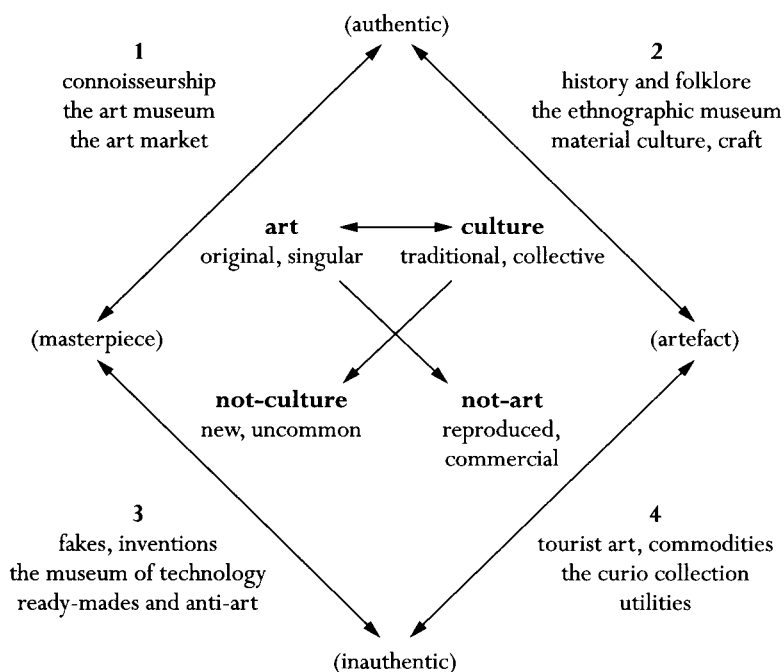 (authentic)
1
connoisseurship
the art museum
the art market
2
history and folklore
the ethnographic museum
material culture, craft
art
original, singular
culture
traditional, collective
(masterpiece)
(artefact)
not-culture
new, uncommon
not-art
reproduced,
commercial
3
fakes, inventions
the museum of technology
ready-mades and anti-art
4
tourist art, commodities
the curio collection
utilities
(inauthentic)